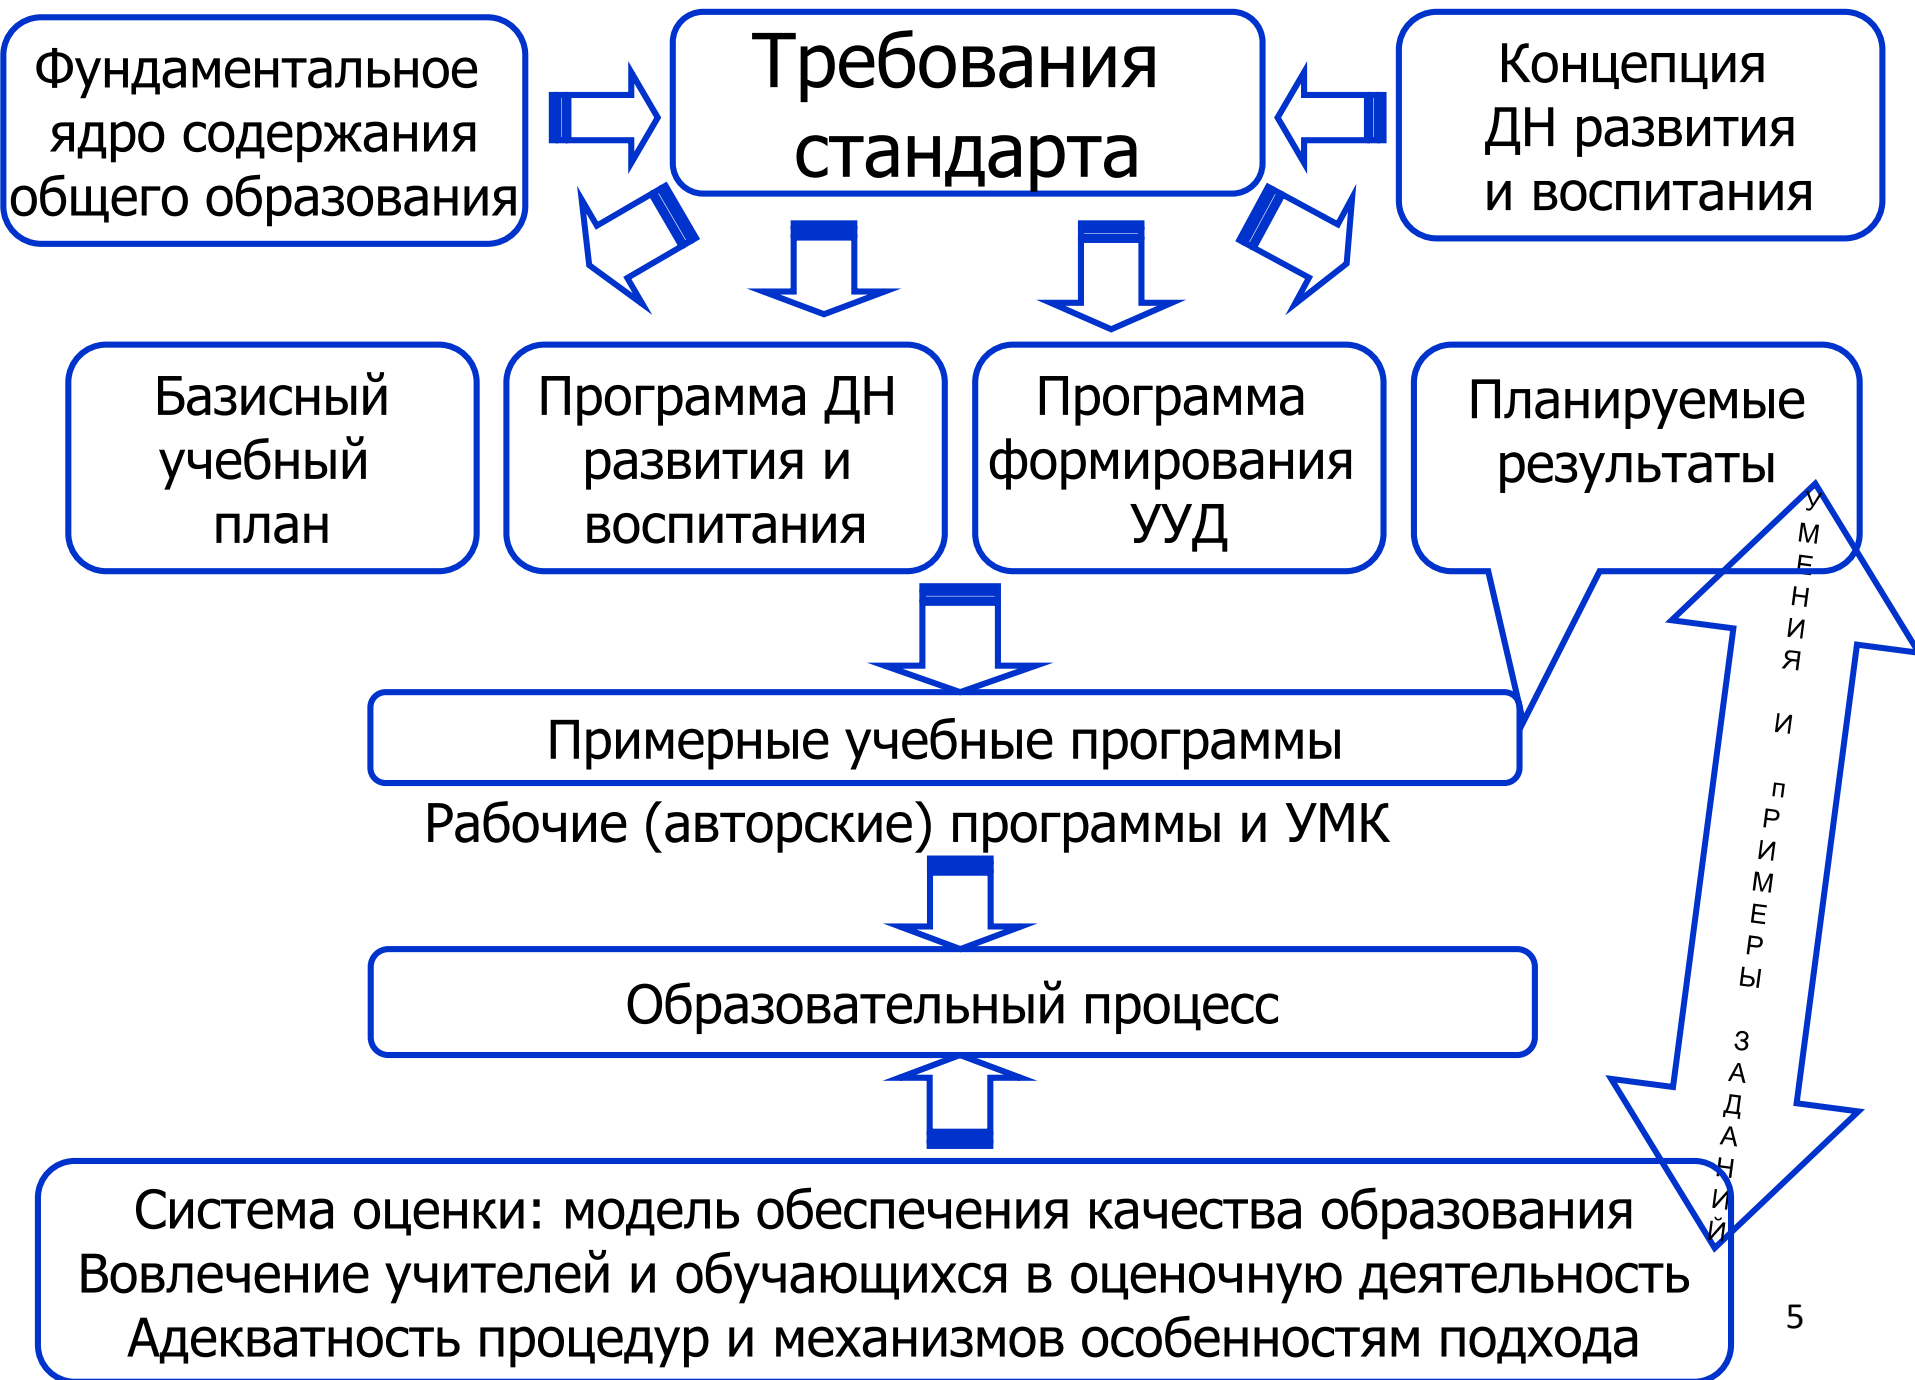 Фундаментальное
ядро содержания
общего образования
Требования
стандарта
Концепция
ДН развития
и воспитания
Базисный
учебный
план
Программа ДН
развития и
воспитания
Программа
формирования
УУД
Планируемые
результаты
УМЕНИЯ И пРИМЕРЫ ЗАДАНИЙ
Примерные учебные программы
Рабочие (авторские) программы и УМК
Образовательный процесс
Система оценки: модель обеспечения качества образования
Вовлечение учителей и обучающихся в оценочную деятельность
Адекватность процедур и механизмов особенностям подхода
5